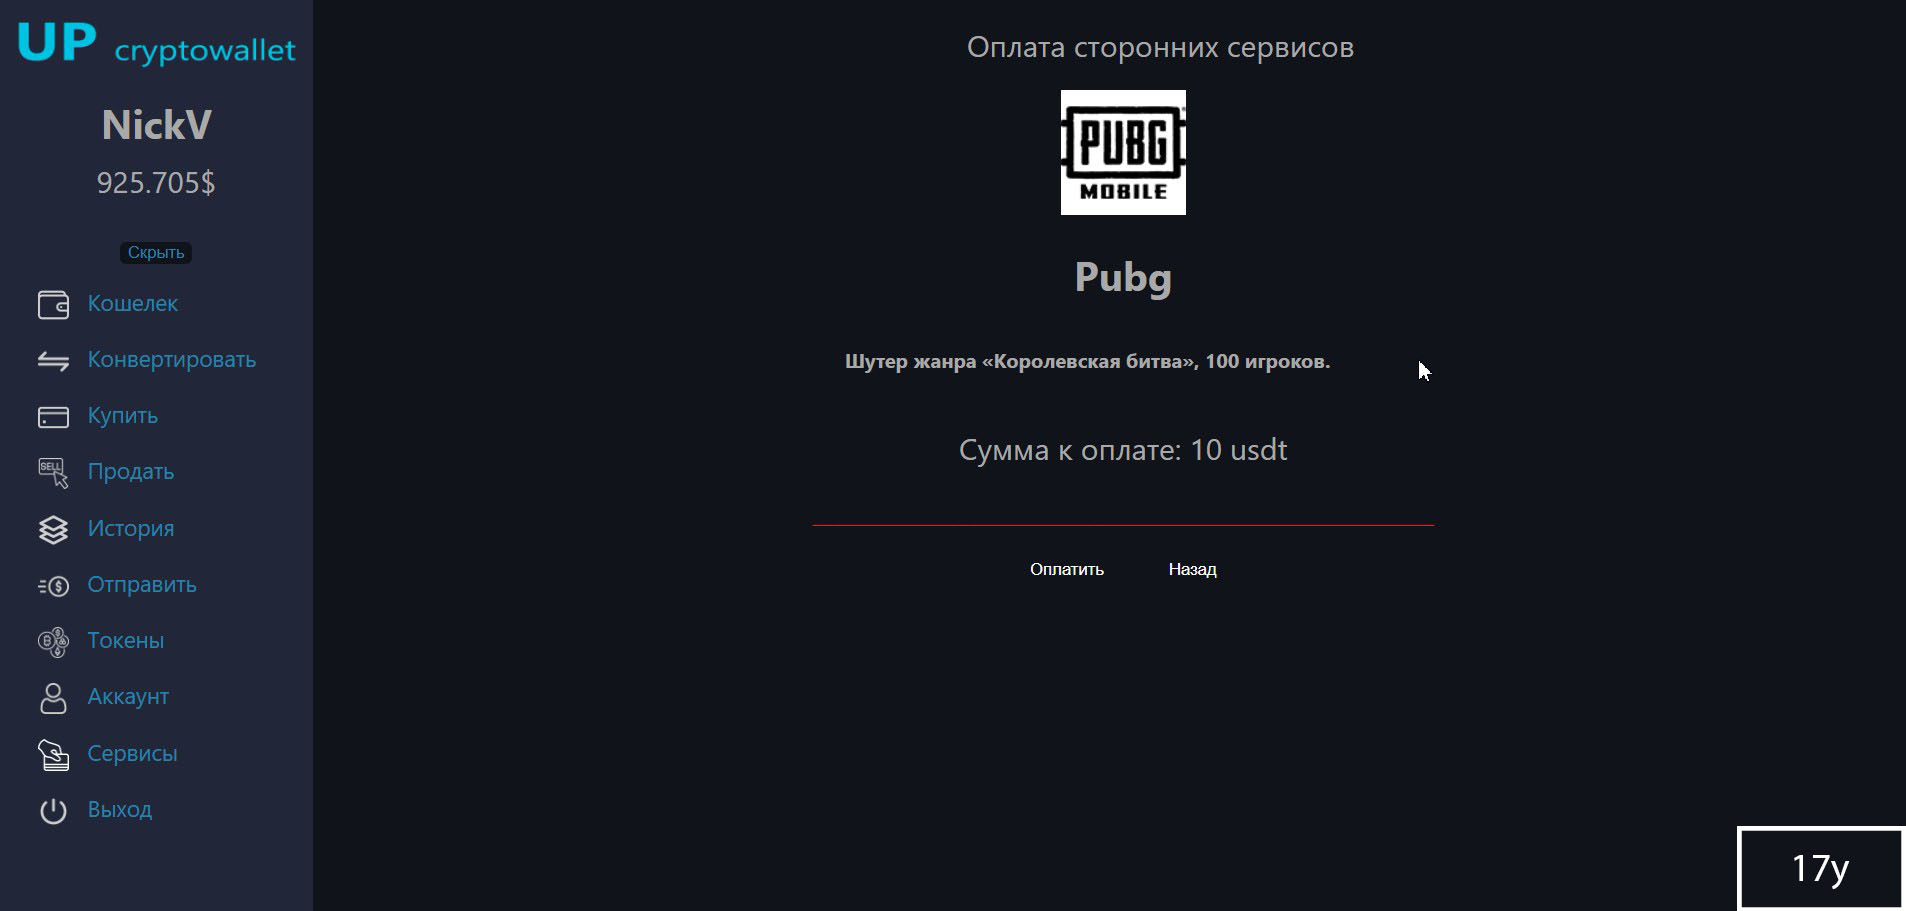 UP cryptowallet
NickV
925.705$
Скрыть
Кошелек
Конвертировать
Купить
SELL
Продать
История
Отправить
Токены
Аккаунт
Сервисы
Выход
Оплата сторонних сервисов
PUBG
MOBILE
Pubg
Шутер жанра «Королевская битва», 100 игроков.
Сумма к оплате: 10 usdt
Оплатить
Назад
17y